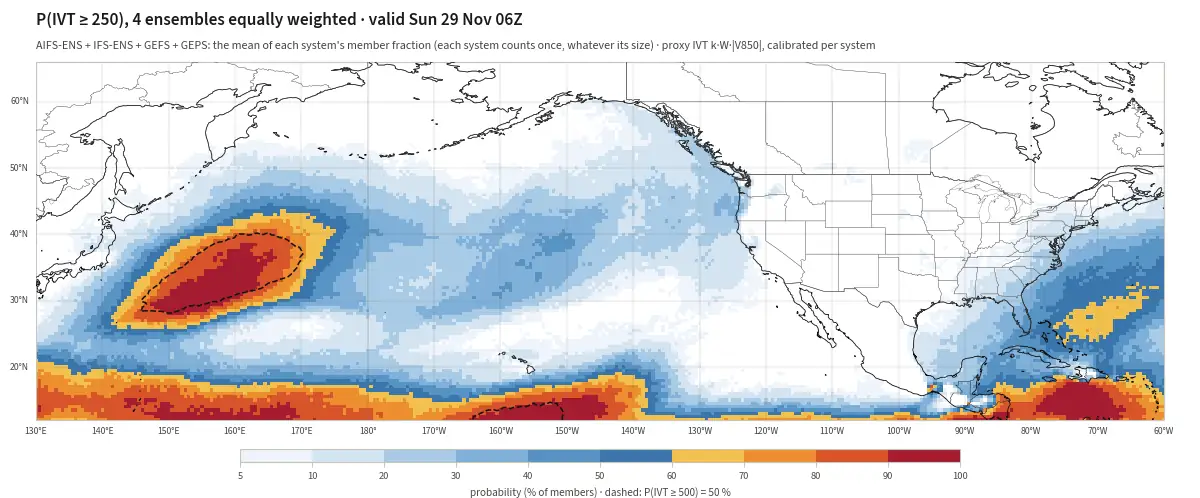 P(IVT ≥ 250), 4 ensembles equally weighted · valid Sun 29 Nov 06Z
AIFS-ENS + IFS-ENS + GEFS + GEPS: the mean of each system's member fraction (each system counts once, whatever its size) · proxy IVT k·W·|V850|, calibrated per system
60°N
50°N
40°N
30°N
20°N
130°E 140°E 150°E 160°E 170°E 180° 170°W 160°W 150°W 140°W 130°W 120°W 110°W 100°W 90°W 80°W 70°W 60°W
5 10 20 30 40 50 60 70 80 90 100
probability (% of members) · dashed: P(IVT ≥ 500) = 50 %